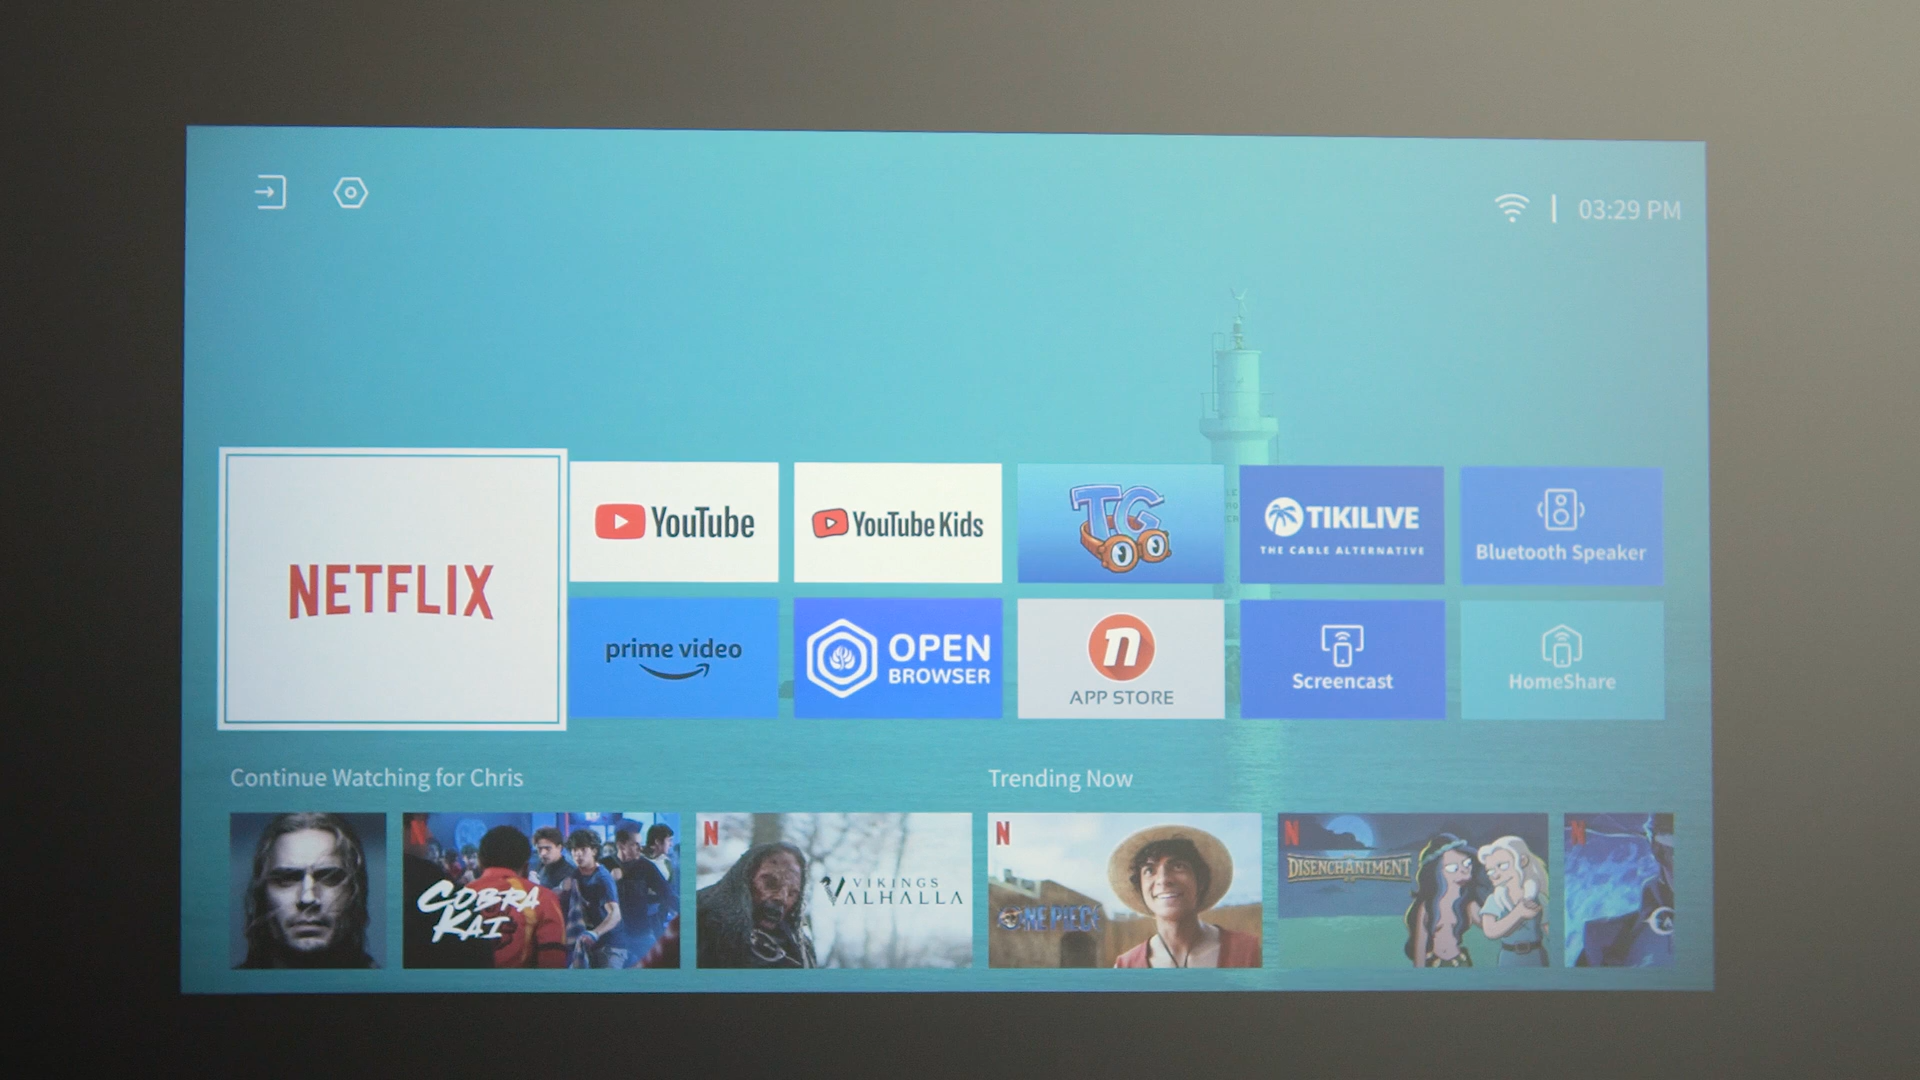 03:29 PM
NETFLIX
YouTube
YouTube Kids
TG
TIKILIVE
THE CABLE ALTERNATIVE
Bluetooth Speaker
prime video
OPEN
BROWSER
n
APP STORE
Screencast
HomeShare
Continue Watching for Chris
Trending Now
N
COBRA
KAI
N
VIKINGS
VALHALLA
N
ONE PIECE
N
DISENCHANTMENT
N